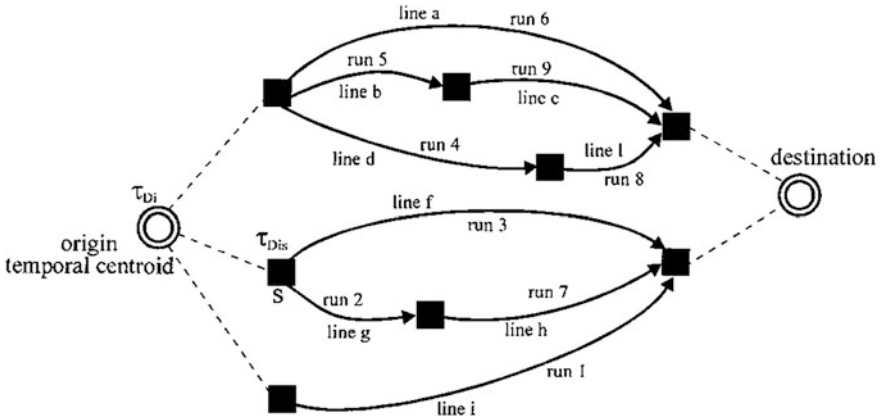 line a
run 6
run 5
line b
run 9
line c
run 4
line d
line l
run 8
destination
τDi
origin
temporal centroid
line f
run 3
τDis
S
run 2
line g
run 7
line h
run 1
line i